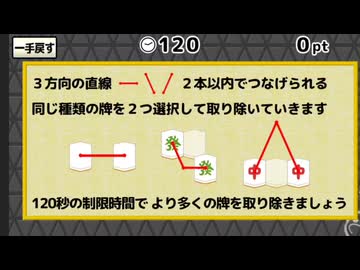 一手戻す
120
0pt
３方向の直線 ２本以内でつなげられる
同じ種類の牌を２つ選択して取り除いていきます
發 發 中 中
120秒の制限時間で より多くの牌を取り除きましょう